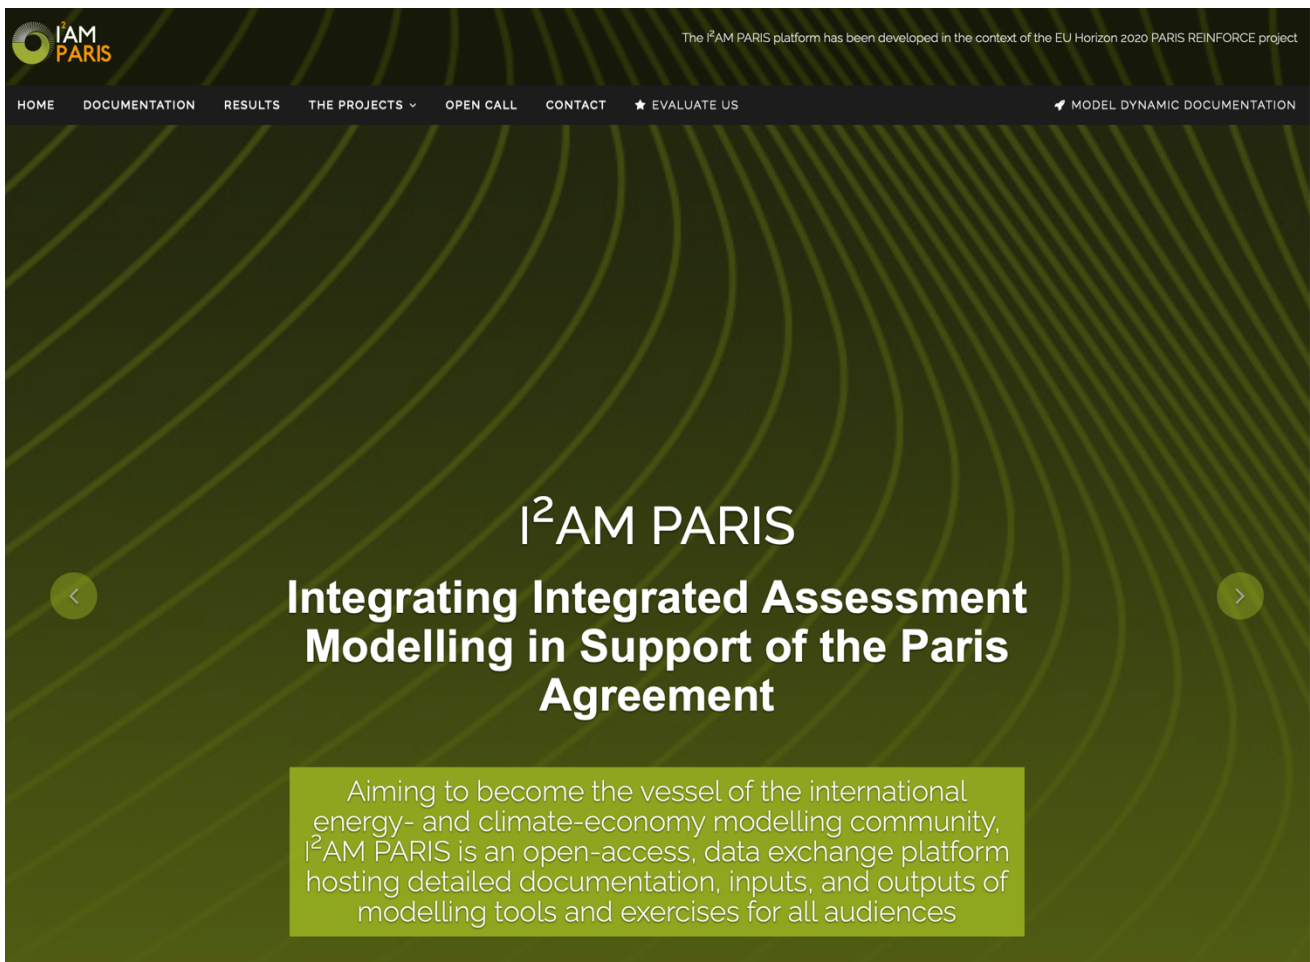 I²AM
PARIS
The I²AM PARIS platform has been developed in the context of the EU Horizon 2020 PARIS REINFORCE project
HOME DOCUMENTATION RESULTS THE PROJECTS OPEN CALL CONTACT EVALUATE US MODEL DYNAMIC DOCUMENTATION
I²AM PARIS
Integrating Integrated Assessment
Modelling in Support of the Paris
Agreement
Aiming to become the vessel of the international
energy- and climate-economy modelling community,
I²AM PARIS is an open-access, data exchange platform
hosting detailed documentation, inputs, and outputs of
modelling tools and exercises for all audiences